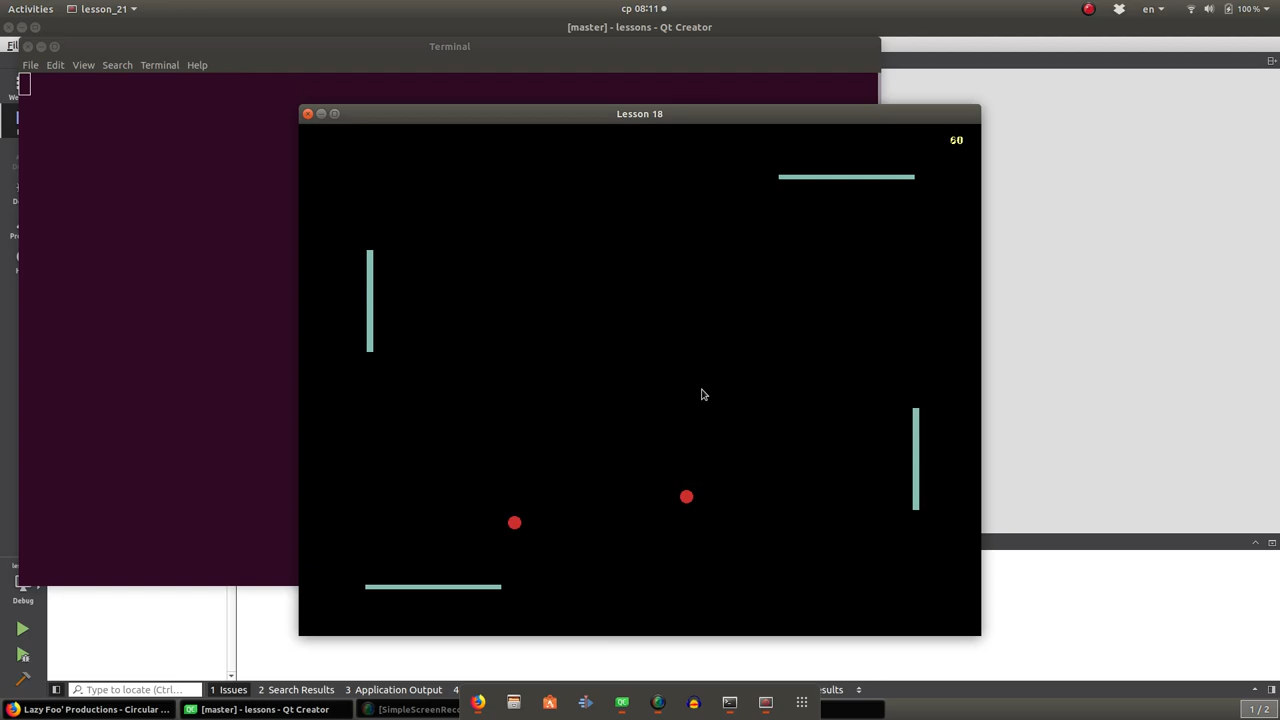 Activities
lesson_21
ср 08:11
en
100 %
[master] - lessons - Qt Creator
Terminal
File Edit View Search Terminal Help
Lesson 18
60
Debug
Type to locate (Ctrl...
1 Issues
2 Search Results
3 Application Output
4
Lazy Foo' Productions - Circular ...
[master] - lessons - Qt Creator
[SimpleScreenRec
1 / 2